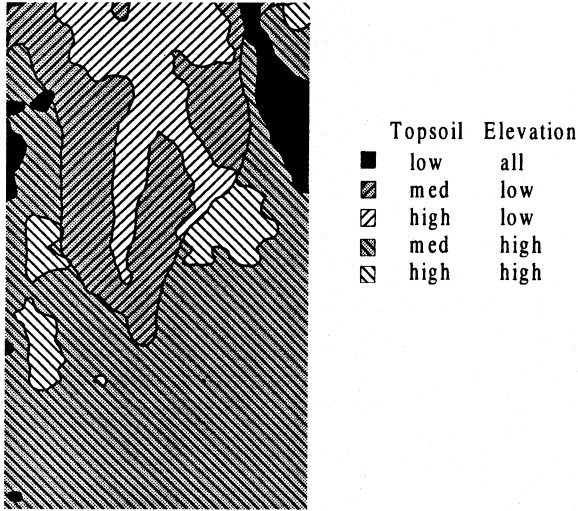 Topsoil Elevation
low all
med low
high low
med high
high high